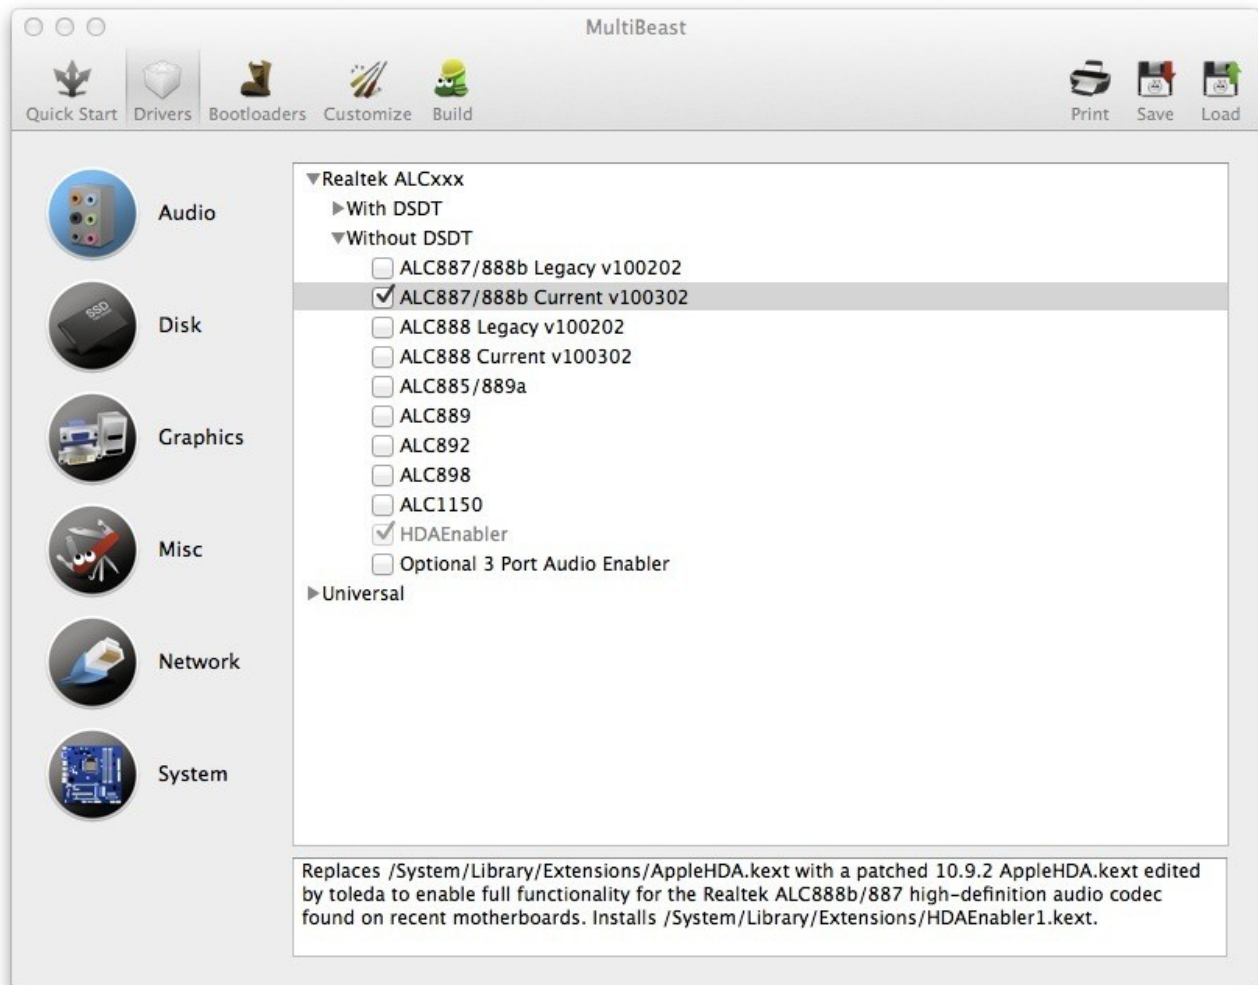 MultiBeast
Quick Start Drivers Bootloaders Customize Build Print Save Load
Audio
Disk
SSD
Graphics
Misc
Network
System
Realtek ALCxxx
With DSDT
Without DSDT
ALC887/888b Legacy v100202
ALC887/888b Current v100302
ALC888 Legacy v100202
ALC888 Current v100302
ALC885/889a
ALC889
ALC892
ALC898
ALC1150
HDAEnabler
Optional 3 Port Audio Enabler
Universal
Replaces /System/Library/Extensions/AppleHDA.kext with a patched 10.9.2 AppleHDA.kext edited
by toleda to enable full functionality for the Realtek ALC888b/887 high-definition audio codec
found on recent motherboards. Installs /System/Library/Extensions/HDAEnabler1.kext.